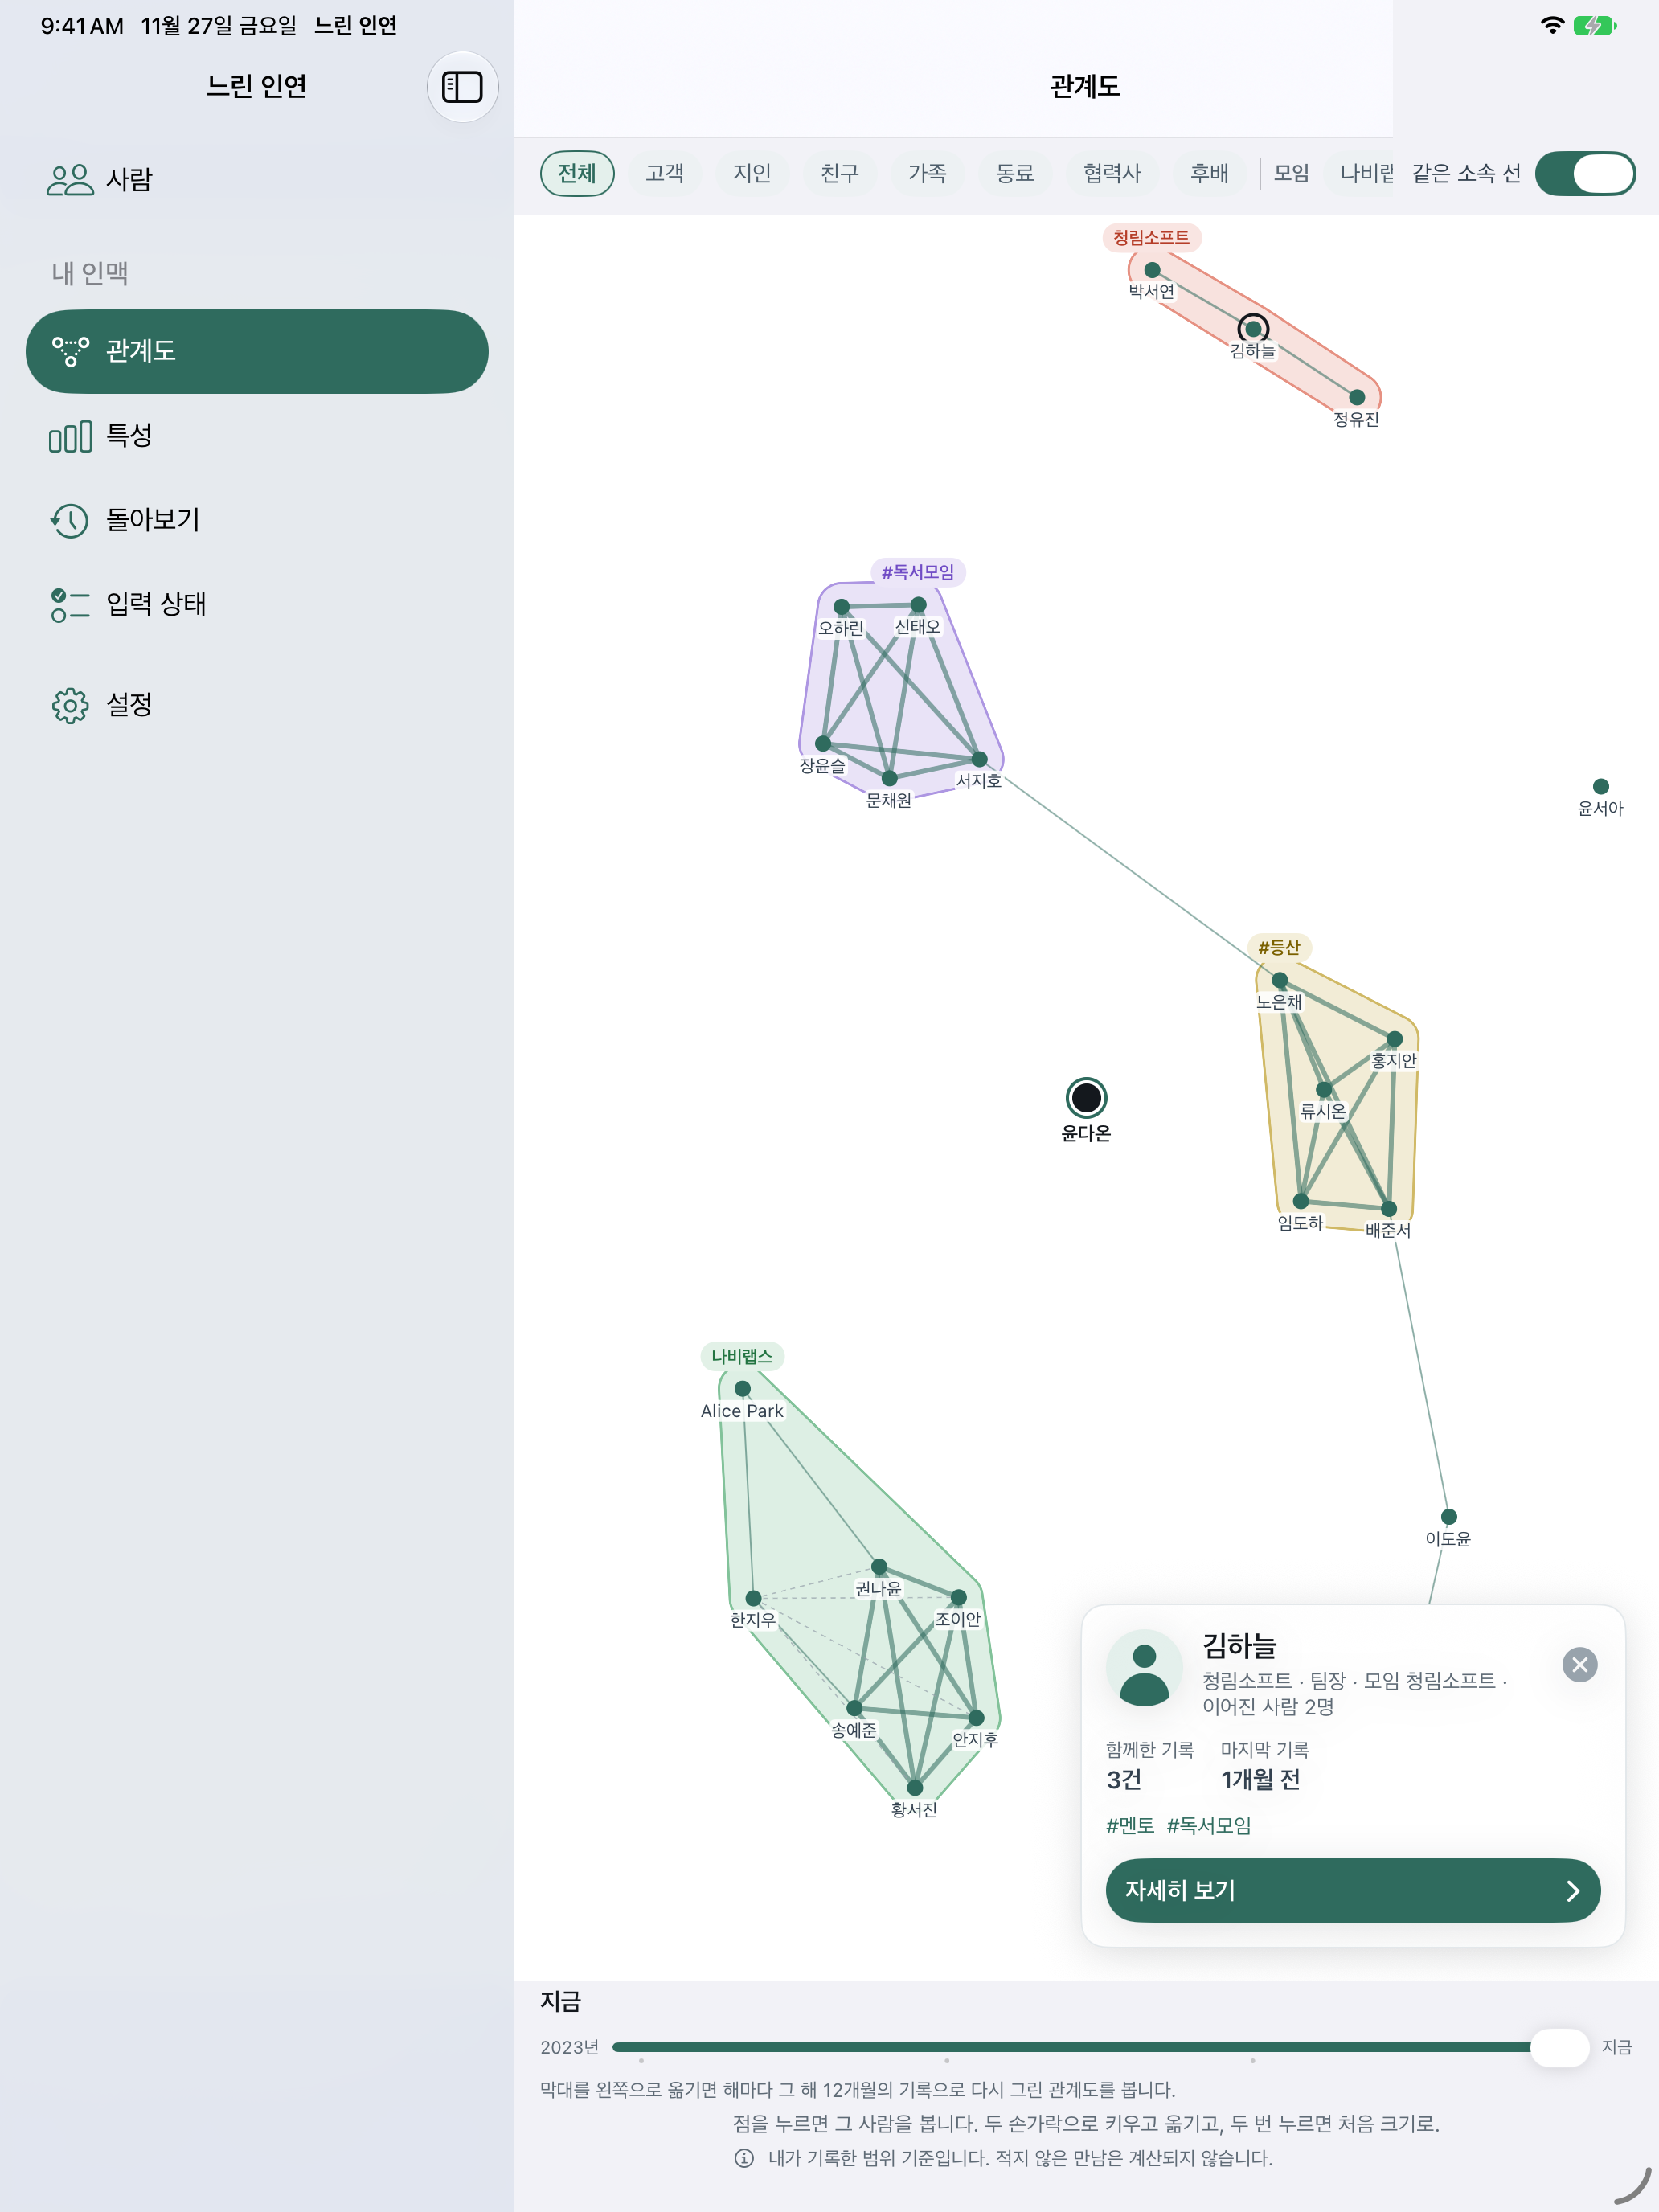 9:41 AM 11월 27일 금요일 느린 인연
느린 인연
사람
내 인맥
관계도
특성
돌아보기
입력 상태
설정
관계도
전체 고객 지인 친구 가족 동료 협력사 후배 모임 나비랩 같은 소속 선
청림소프트
박서연
김하늘
정유진
#독서모임
오하린 신태오
장윤슬 문채원 서지호
윤서아
#등산
노은채
홍지안
류시온
윤다온
임도하 배준서
나비랩스
Alice Park
이도윤
권나윤
한지우 조이안
송예준 안지후
황서진
김하늘
청림소프트 · 팀장 · 모임 청림소프트 ·
이어진 사람 2명
함께한 기록 마지막 기록
3건 1개월 전
#멘토 #독서모임
자세히 보기
지금
2023년 지금
막대를 왼쪽으로 옮기면 해마다 그 해 12개월의 기록으로 다시 그린 관계도를 봅니다.
점을 누르면 그 사람을 봅니다. 두 손가락으로 키우고 옮기고, 두 번 누르면 처음 크기로.
내가 기록한 범위 기준입니다. 적지 않은 만남은 계산되지 않습니다.